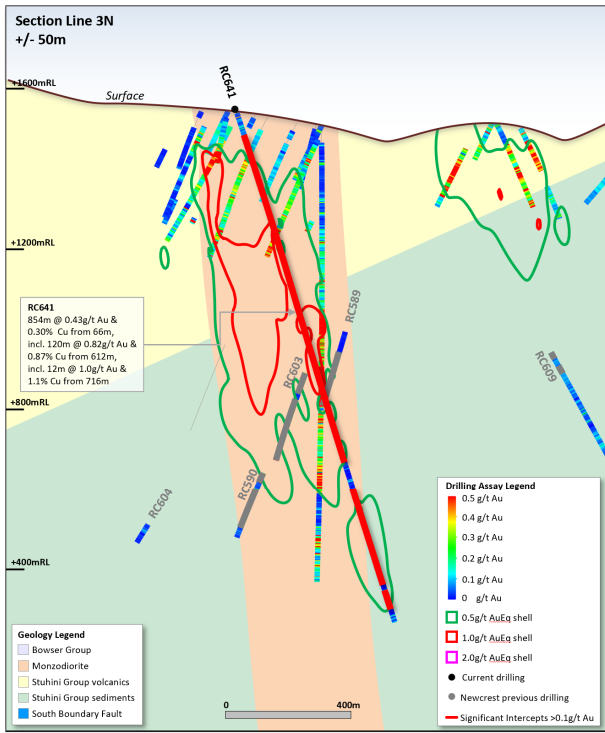 Section Line 3N
+/- 50m
RC641
+1600mRL
Surface
+1200mRL
RC641
854m @ 0.43g/t Au &
0.30% Cu from 66m,
incl. 120m @ 0.82g/t Au &
0.87% Cu from 612m,
incl. 12m @ 1.0g/t Au &
1.1% Cu from 716m
RC589
RC603
RC609
+800mRL
RC590
RC604
+400mRL
Drilling Assay Legend
0.5 g/t Au
0.4 g/t Au
0.3 g/t Au
0.2 g/t Au
0.1 g/t Au
0 g/t Au
0.5g/t AuEq shell
1.0g/t AuEq shell
2.0g/t AuEq shell
Current drilling
Newcrest previous drilling
Significant Intercepts >0.1g/t Au
Geology Legend
Bowser Group
Monzodiorite
Stuhini Group volcanics
Stuhini Group sediments
South Boundary Fault
0 400m